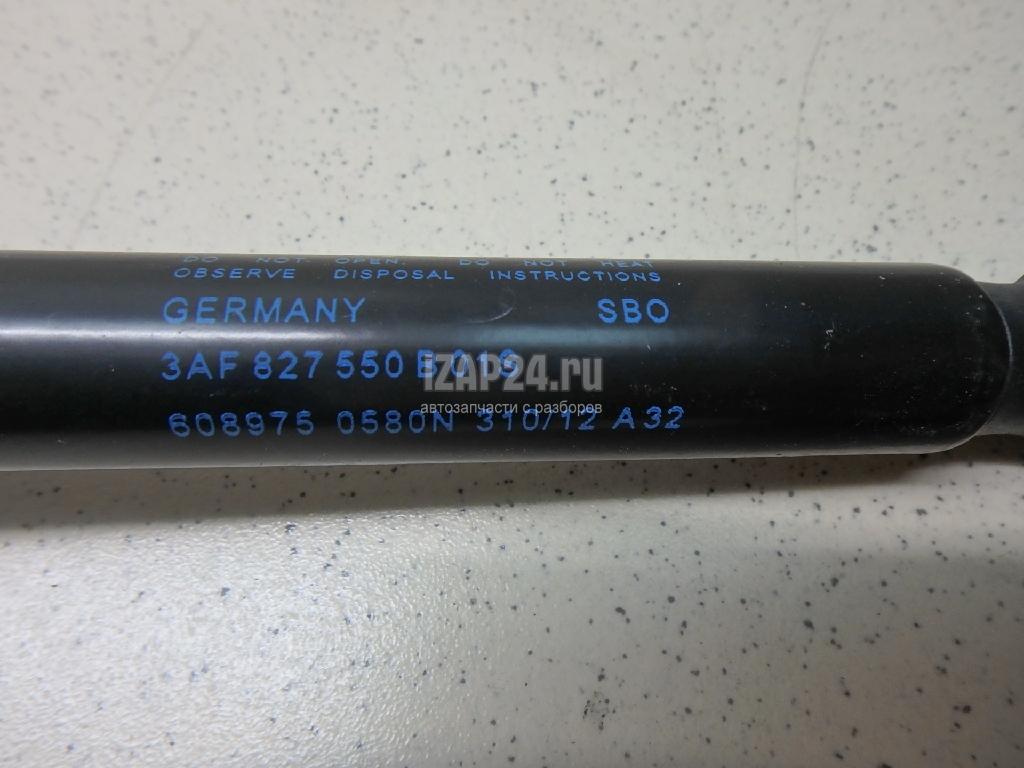 DO NOT OPEN. DO NOT HEAT
OBSERVE DISPOSAL INSTRUCTIONS
GERMANY SBO
3AF 827 550 B 01S
IZAP24.ru
автозапчасти с разборов
608975 0580N 310/12 A32